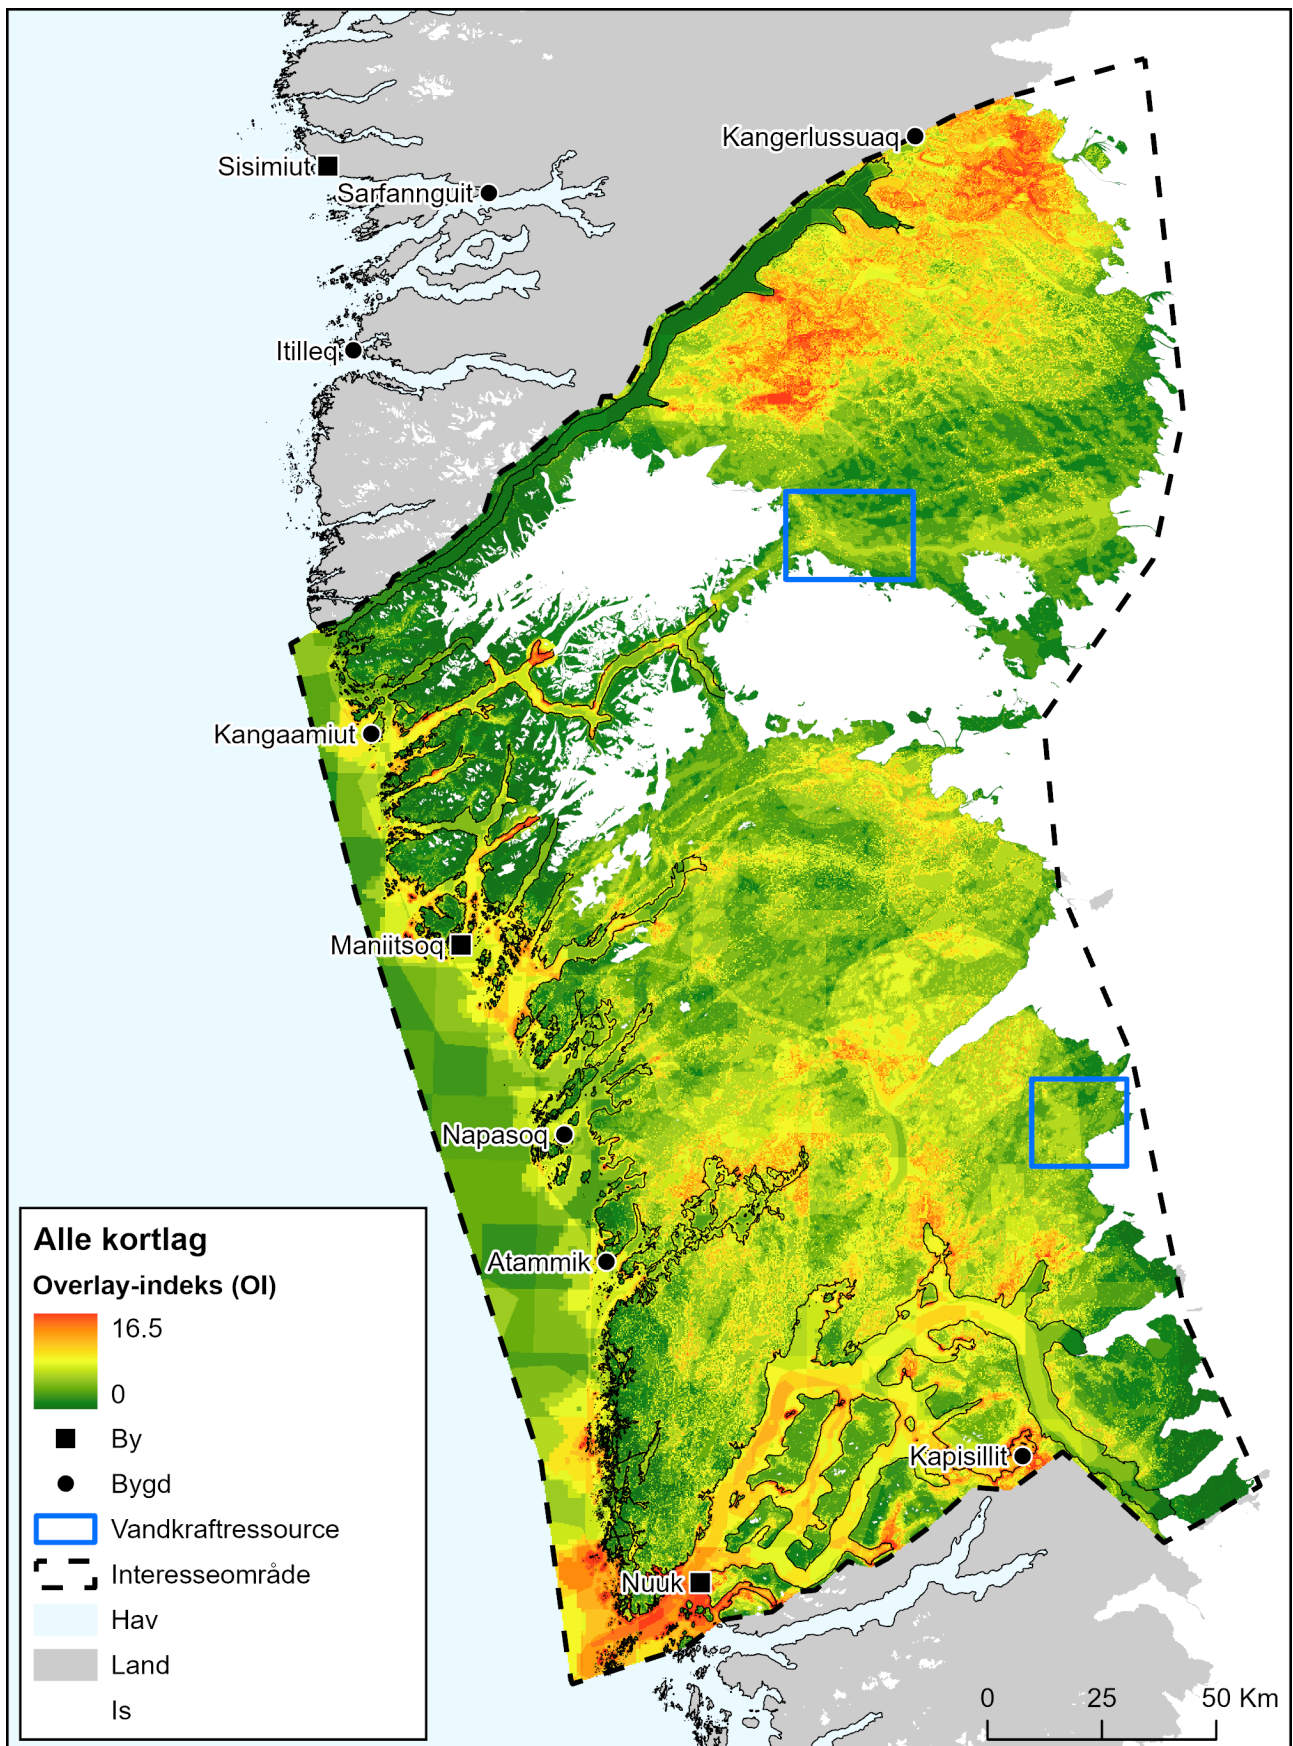 Kangerlussuaq
Sisimiut
Sarfannguit
Itilleq
Kangaamiut
Maniitsoq
Napasoq
Atammik
Kapisillit
Nuuk
Alle kortlag
Overlay-indeks (OI)
16.5
0
By
Bygd
Vandkraftressource
Interesseområde
Hav
Land
Is
0 25 50 Km